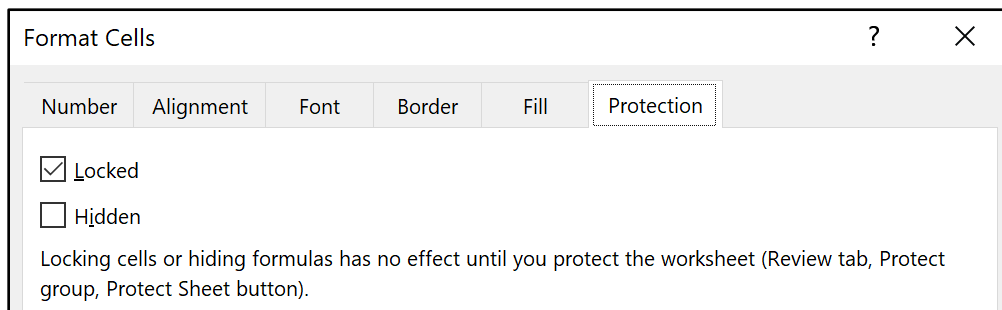 Format Cells ?
Number Alignment Font Border Fill Protection
Locked
Hidden
Locking cells or hiding formulas has no effect until you protect the worksheet (Review tab, Protect
group, Protect Sheet button).